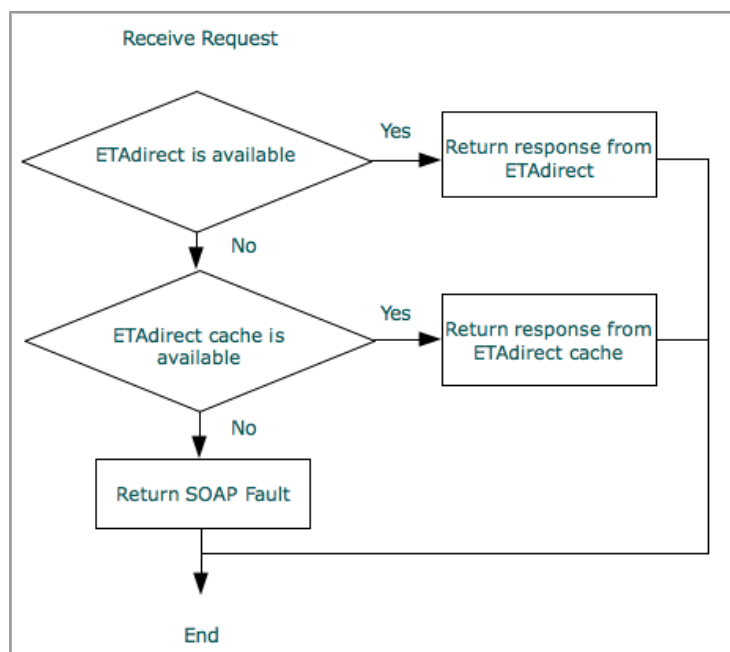 Receive Request
ETAdirect is available
Yes
Return response from
ETAdirect
No
ETAdirect cache is
available
Yes
Return response from
ETAdirect cache
No
Return SOAP Fault
End